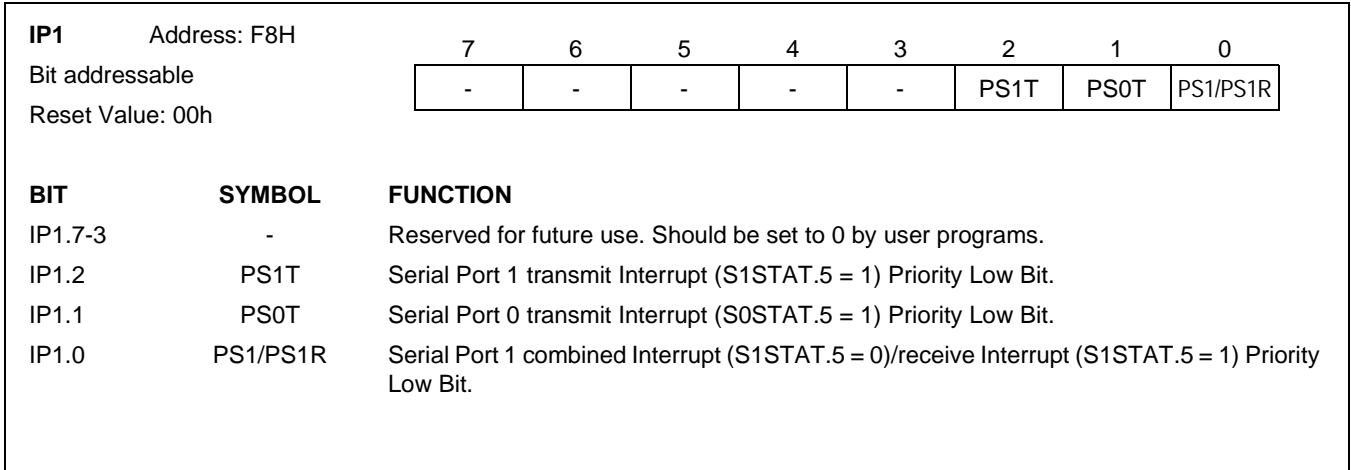 IP1 Address: F8H
7 6 5 4 3 2 1 0
Bit addressable
- - - - - PS1T PS0T PS1/PS1R
Reset Value: 00h
BIT SYMBOL FUNCTION
IP1.7-3 - Reserved for future use. Should be set to 0 by user programs.
IP1.2 PS1T Serial Port 1 transmit Interrupt (S1STAT.5 = 1) Priority Low Bit.
IP1.1 PS0T Serial Port 0 transmit Interrupt (S0STAT.5 = 1) Priority Low Bit.
IP1.0 PS1/PS1R Serial Port 1 combined Interrupt (S1STAT.5 = 0)/receive Interrupt (S1STAT.5 = 1) Priority
Low Bit.